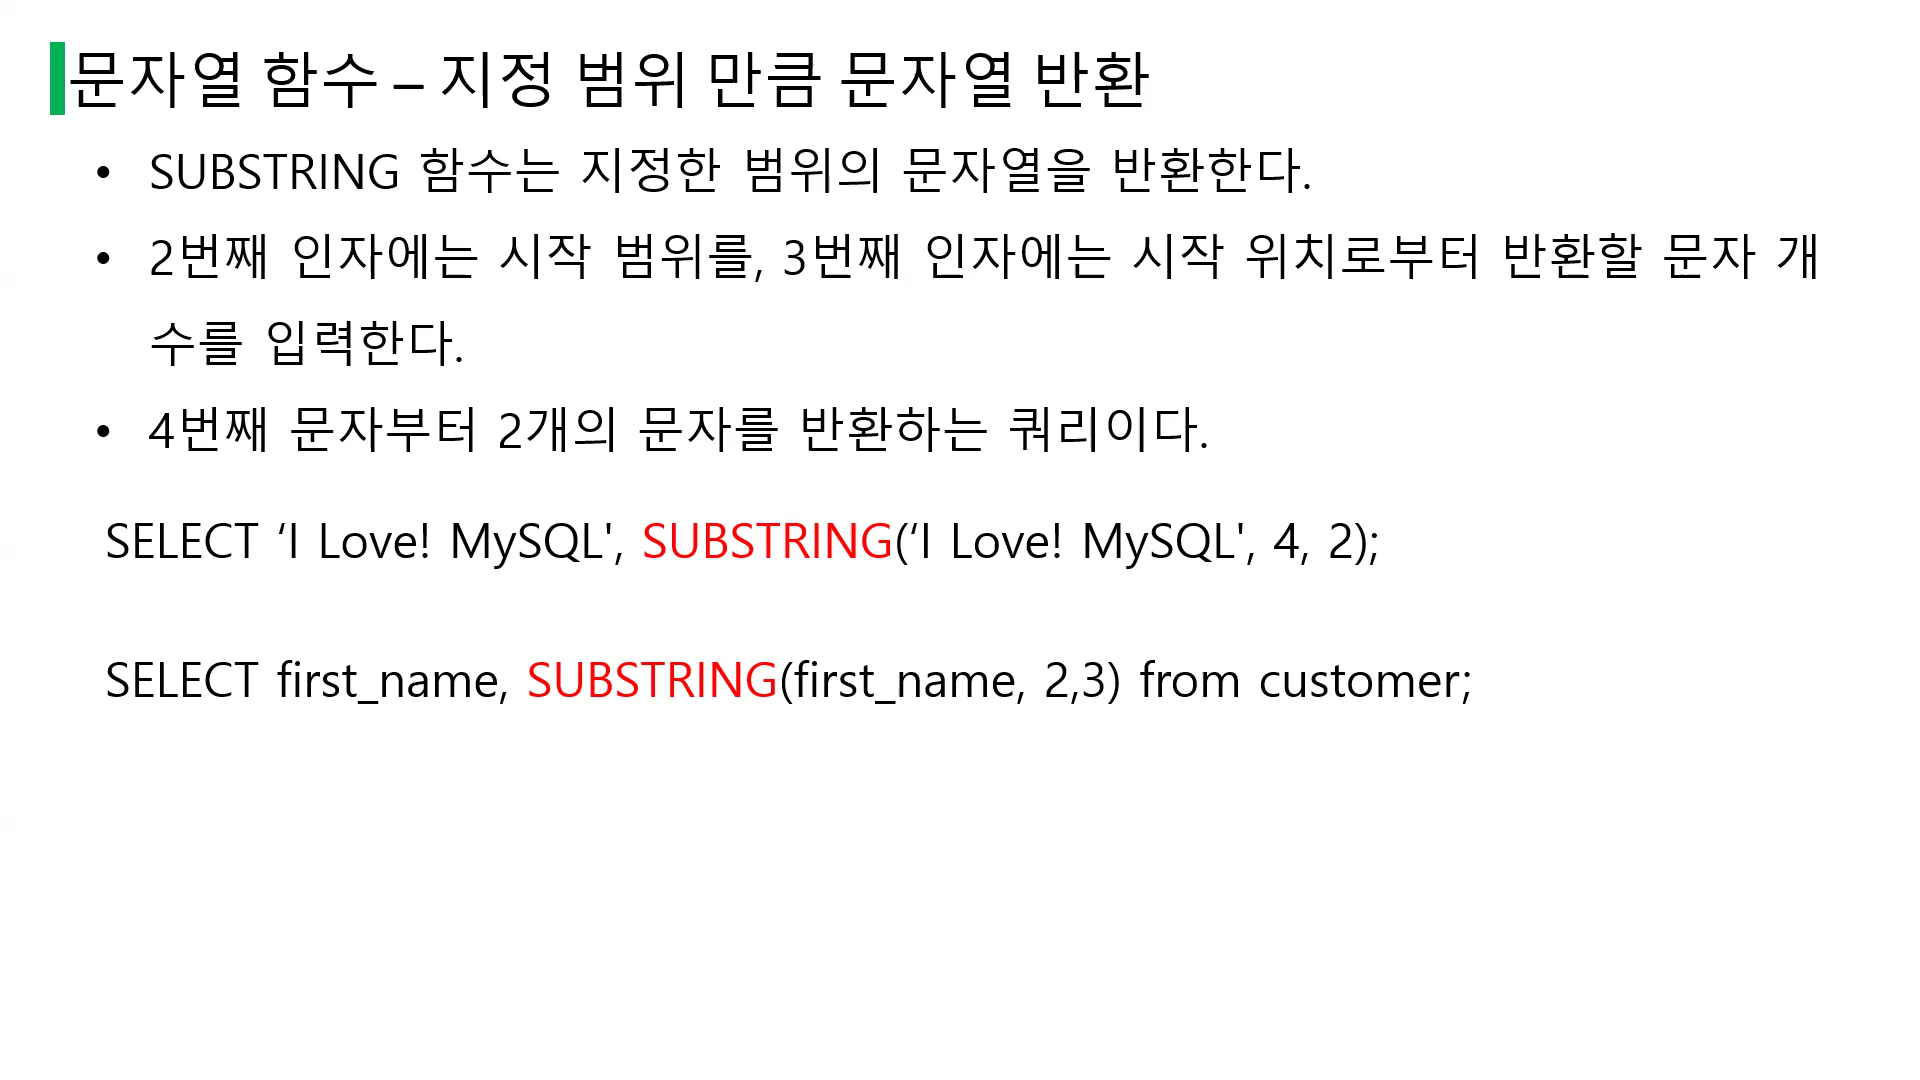 문자열 함수 – 지정 범위 만큼 문자열 반환
• SUBSTRING 함수는 지정한 범위의 문자열을 반환한다.
• 2번째 인자에는 시작 범위를, 3번째 인자에는 시작 위치로부터 반환할 문자 개
수를 입력한다.
• 4번째 문자부터 2개의 문자를 반환하는 쿼리이다.
SELECT ‘I Love! MySQL', SUBSTRING(‘I Love! MySQL', 4, 2);
SELECT first_name, SUBSTRING(first_name, 2,3) from customer;